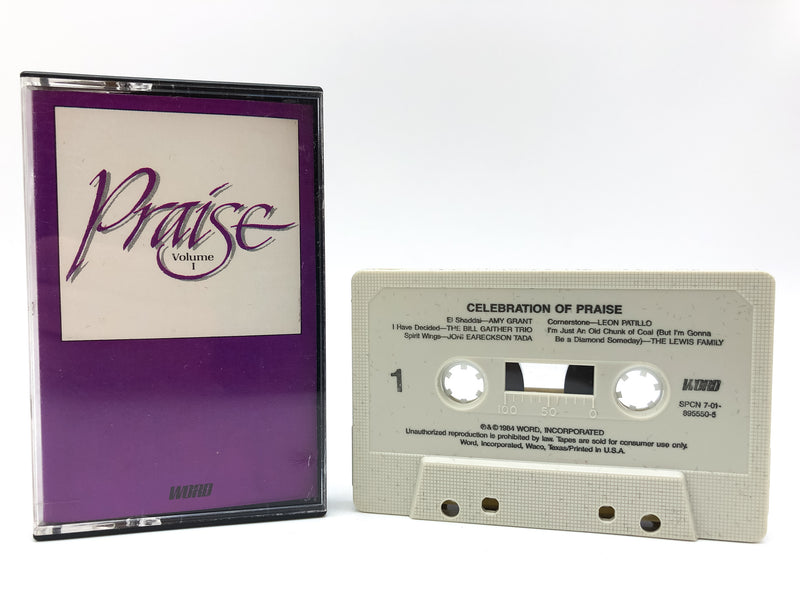 Praise
Volume
I
WORD
CELEBRATION OF PRAISE
El Shaddai—AMY GRANT
I Have Decided—THE BILL GAITHER TRIO
Spirit Wings—JONI EARECKSON TADA
Cornerstone—LEON PATILLO
I'm Just An Old Chunk of Coal (But I'm Gonna
Be a Diamond Someday)—THE LEWIS FAMILY
1
WORD
SPCN 7-01-
895550-5
100 50 0
℗&©1984 WORD, INCORPORATED
Unauthorized reproduction is prohibited by law. Tapes are sold for consumer use only.
Word, Incorporated, Waco, Texas/Printed in U.S.A.